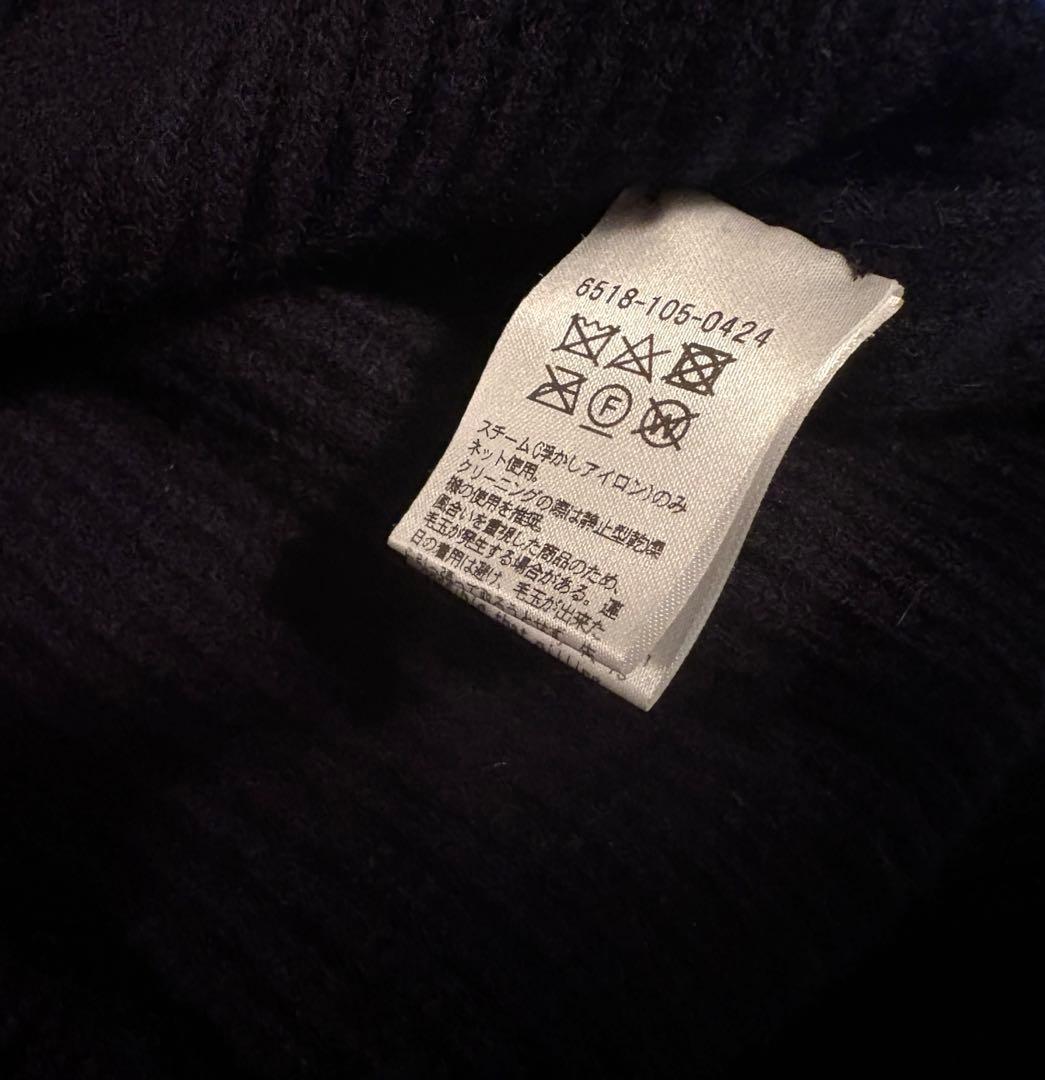 6518-105-0424
F
W
スチーム(浮かしアイロン)のみ
ネット使用。
クリーニングの際は静止型乾燥
機の使用を推奨
風合いを重視した商品のため、
毛玉が発生する場合がある。連
日の着用は避け、毛玉が出来た